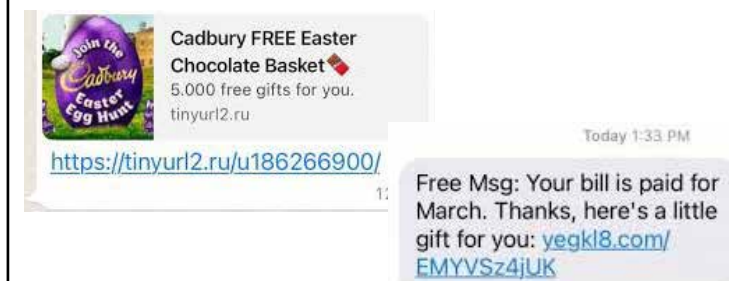 Join the
Cadbury
Easter
Egg Hunt
Cadbury FREE Easter
Chocolate Basket🍫
5.000 free gifts for you.
tinyurl2.ru
https://tinyurl2.ru/u186266900/
Today 1:33 PM
Free Msg: Your bill is paid for
March. Thanks, here's a little
gift for you: yegkl8.com/
EMYVSz4jUK